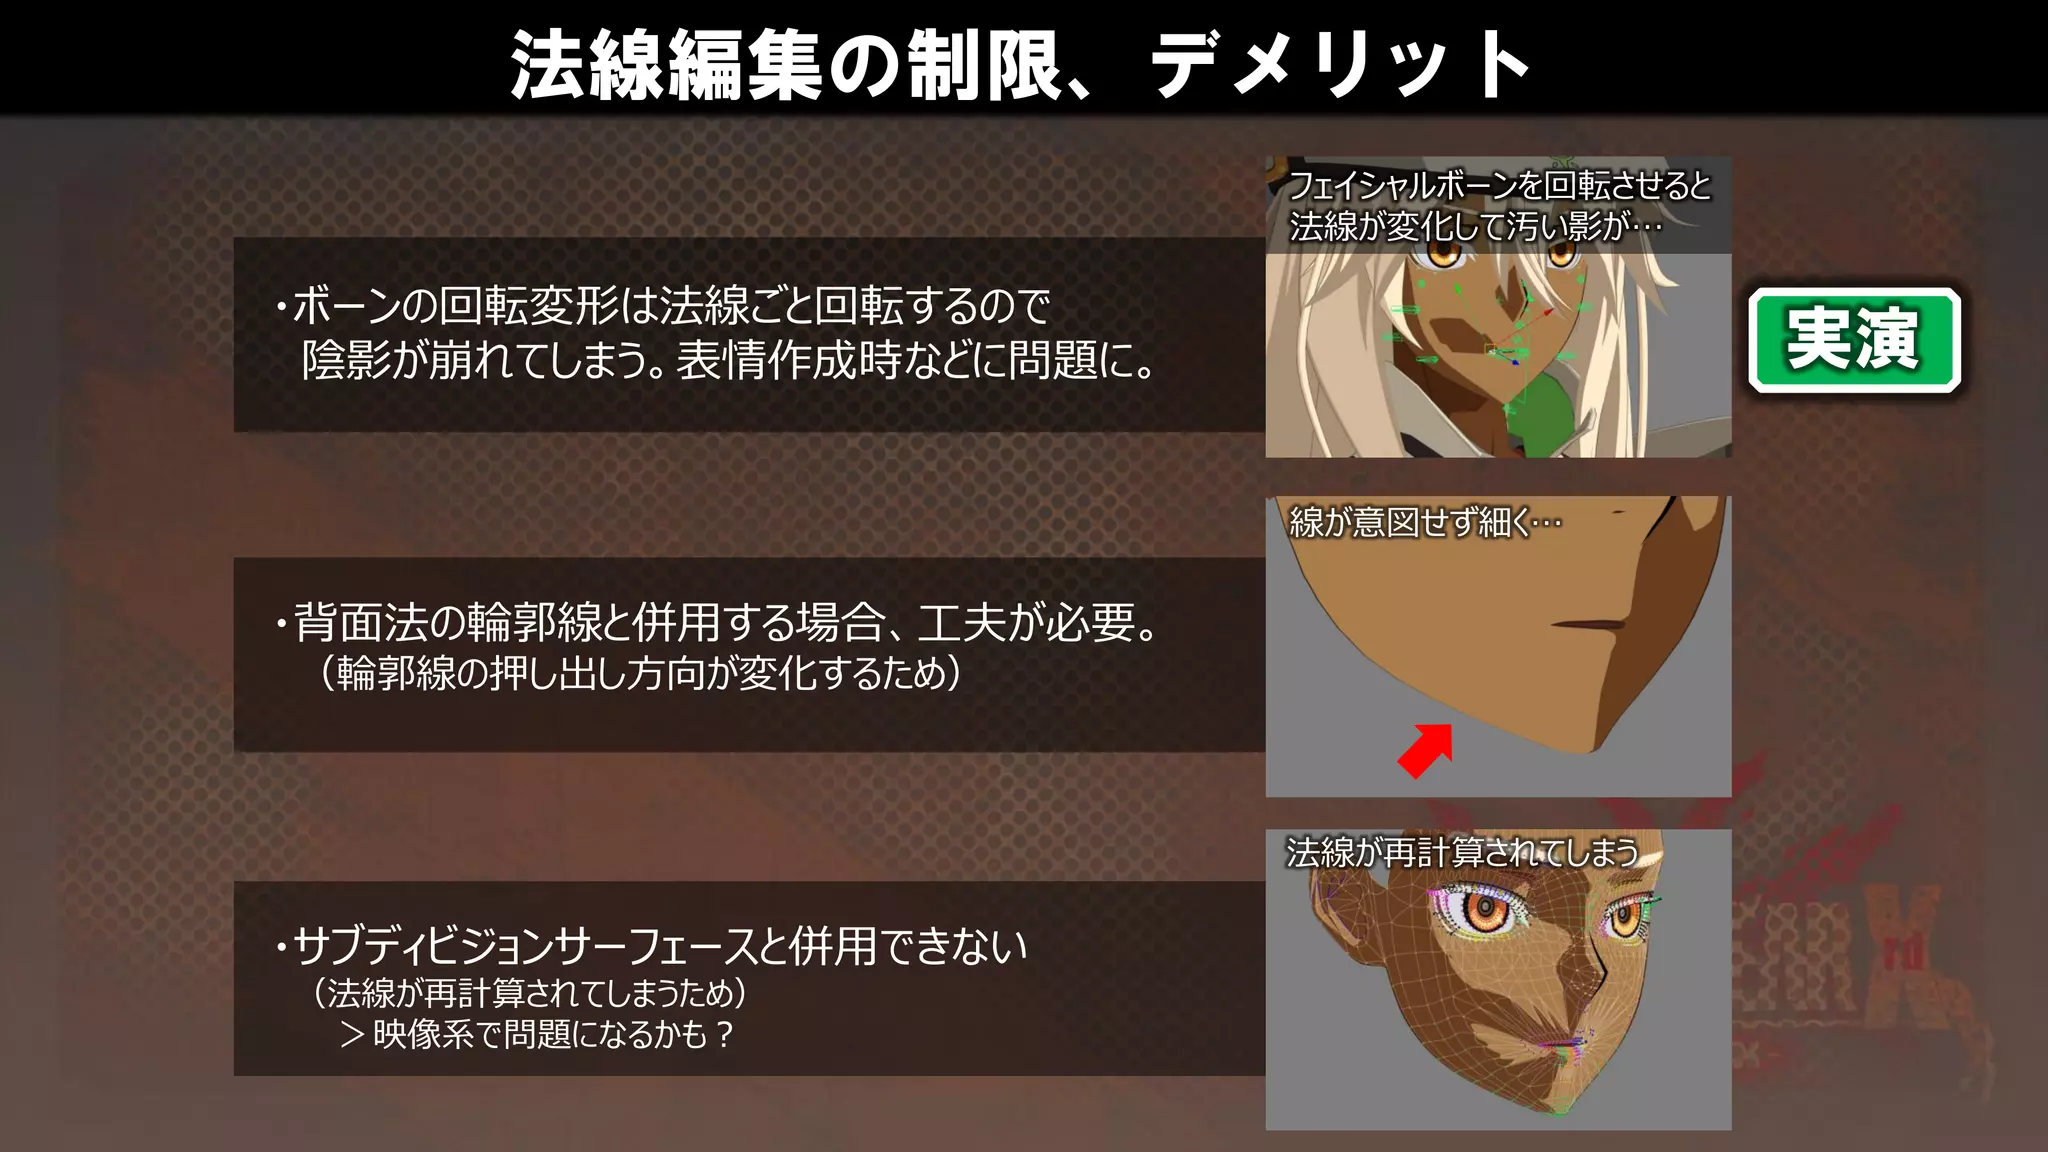 法線編集の制限、デメリット
・ボーンの回転変形は法線ごと回転するので
陰影が崩れてしまう。表情作成時などに問題に。
フェイシャルボーンを回転させると
法線が変化して汚い影が…
実演
・背面法の輪郭線と併用する場合、工夫が必要。
（輪郭線の押し出し方向が変化するため）
線が意図せず細く…
・サブディビジョンサーフェースと併用できない
（法線が再計算されてしまうため）
＞映像系で問題になるかも？
法線が再計算されてしまう
rd